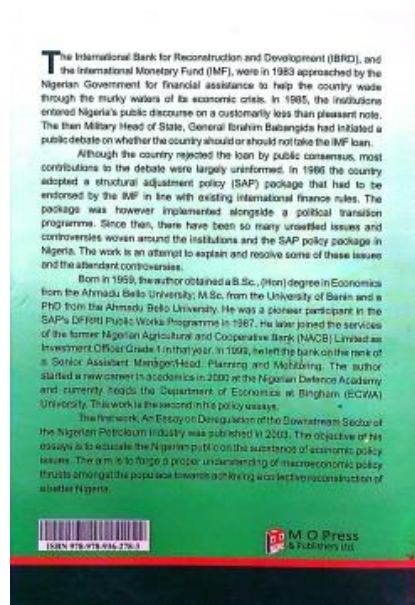 The International Bank for Reconstruction and Development (IBRD), and
the International Monetary Fund (IMF), were in 1983 approached by the
Nigerian Government for financial assistance to help the country wade
through the murky waters of its economic crisis. In 1985, the institutions
entered Nigeria's public discourse on a customarily less than pleasant note.
The then Military Head of State, General Ibrahim Babangida had initiated a
public debate on whether the country should or should not take the IMF loan.
Although the country rejected the loan by public consensus, most
contributions to the debate were largely uninformed. In 1986 the country
adopted a structural adjustment policy (SAP) package that had to be
endorsed by the IMF in line with existing international finance rules. The
package was however implemented alongside a political transition
programme. Since then, there have been so many unsettled issues and
controversies woven around the institutions and the SAP policy package in
Nigeria. The work is an attempt to explain and resolve some of these issues
and the attendant controversies.
Born in 1959, the author obtained a B.Sc., (Hon) degree in Economics
from the Ahmadu Bello University; M.Sc. from the University of Benin and a
PhD from the Ahmadu Bello University. He was a pioneer participant in the
SAP's DFRRI Public Works Programme in 1987. He later joined the services
of the former Nigerian Agricultural and Cooperative Bank (NACB) Limited as
Investment Officer Grade 1 in that year. In 1999, he left the bank on the rank of
a Senior Assistant Manager/Head, Planning and Monitoring. The author
started a new career in academics in 2000 at the Nigerian Defence Academy
and currently heads the Department of Economics at Bingham (ECWA)
University. This work is the second in his policy essays.
The first work, An Essay on Deregulation of the Downstream Sector of
the Nigerian Petroleum Industry was published in 2003. The objective of his
essays is to educate the Nigerian public on the substance of economic policy
issues. The aim is to forge a proper understanding of macroeconomic policy
thrusts amongst the populace towards achieving a collective reconstruction of
a better Nigeria.
ISBN 978-978-936-278-3
M O Press
& Publishers Ltd.